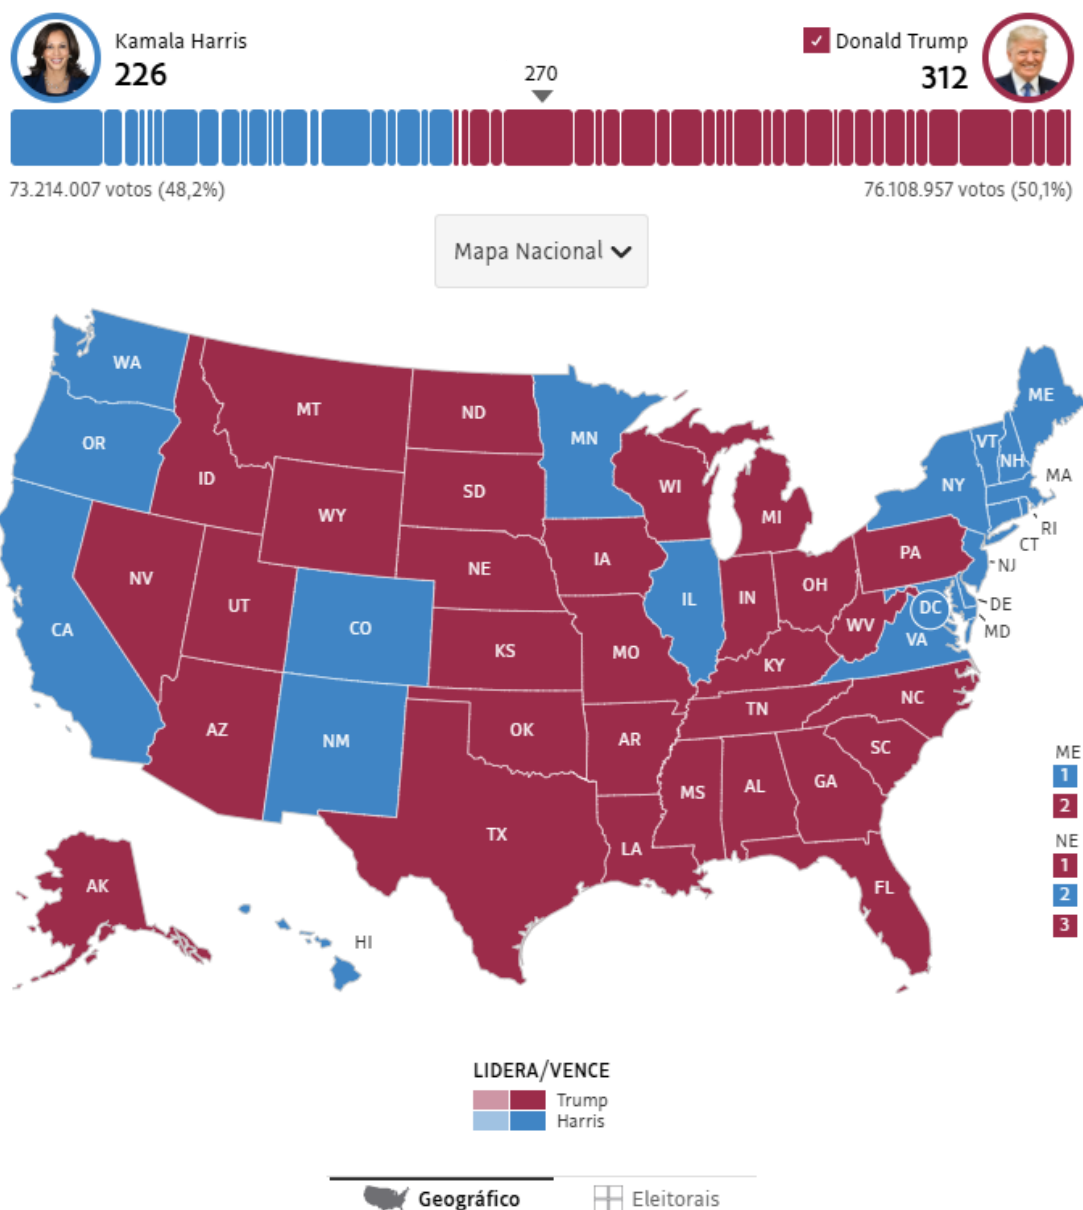 Kamala Harris
226
270
Donald Trump
312
73.214.007 votos (48,2%)
76.108.957 votos (50,1%)
Mapa Nacional
WA
MT
ND
MN
ME
OR
ID
SD
WI
VT
NH
MA
NY
WY
MI
RI
CT
NV
UT
NE
IA
PA
NJ
CA
CO
IL
IN
OH
DC
DE
WV
VA
MD
KS
MO
KY
NC
AZ
NM
OK
AR
TN
SC
TX
MS
AL
GA
LA
FL
AK
HI
ME
1
2
NE
1
2
3
LIDERA/VENCE
Trump
Harris
Geográfico
Eleitorais